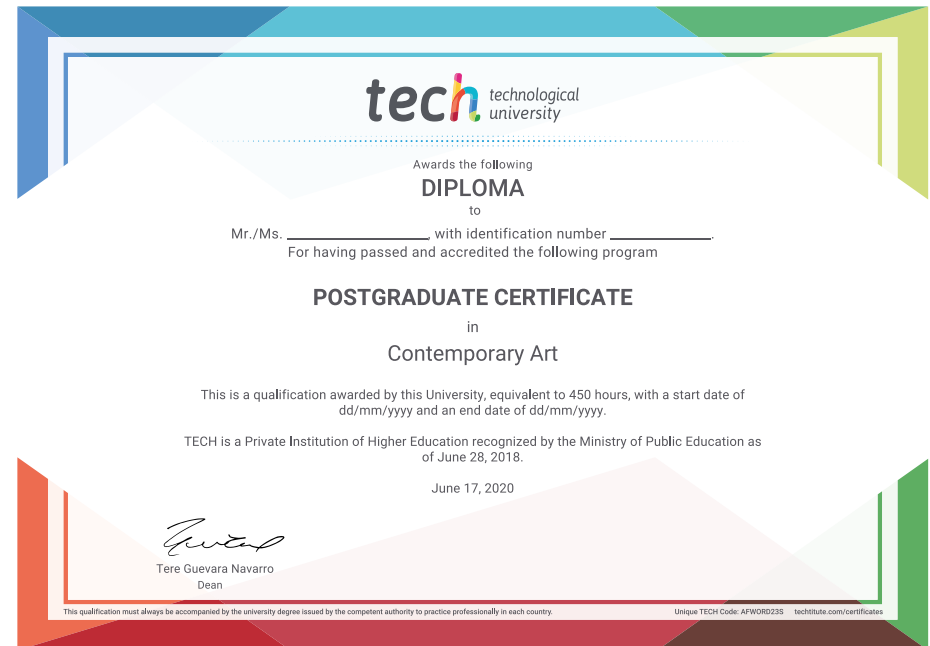 tech technological
university
Awards the following
DIPLOMA
to
Mr./Ms. ____________________, with identification number ______________.
For having passed and accredited the following program
POSTGRADUATE CERTIFICATE
in
Contemporary Art
This is a qualification awarded by this University, equivalent to 450 hours, with a start date of
dd/mm/yyyy and an end date of dd/mm/yyyy.
TECH is a Private Institution of Higher Education recognized by the Ministry of Public Education as
of June 28, 2018.
June 17, 2020
Tere Guevara Navarro
Dean
This qualification must always be accompanied by the university degree issued by the competent authority to practice professionally in each country.
Unique TECH Code: AFWORD23S techtitute.com/certificates